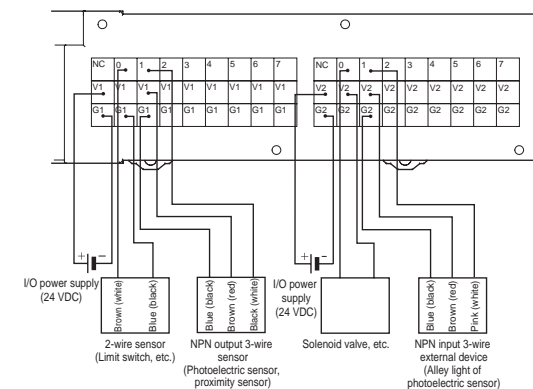 NC 0 1 2 3 4 5 6 7
V1 V1 V1 V1 V1 V1 V1 V1 V1
G1 G1 G1 G1 G1 G1 G1 G1 G1
NC 0 1 2 3 4 5 6 7
V2 V2 V2 V2 V2 V2 V2 V2 V2
G2 G2 G2 G2 G2 G2 G2 G2 G2
+ −
I/O power supply
(24 VDC)
Brown (white)
Blue (black)
2-wire sensor
(Limit switch, etc.)
Blue (black)
Brown (red)
Black (white)
NPN output 3-wire
sensor
(Photoelectric sensor,
proximity sensor)
+ −
I/O power
supply
(24 VDC)
Solenoid valve, etc.
Blue (black)
Brown (red)
Pink (white)
NPN input 3-wire
external device
(Alley light of
photoelectric sensor)